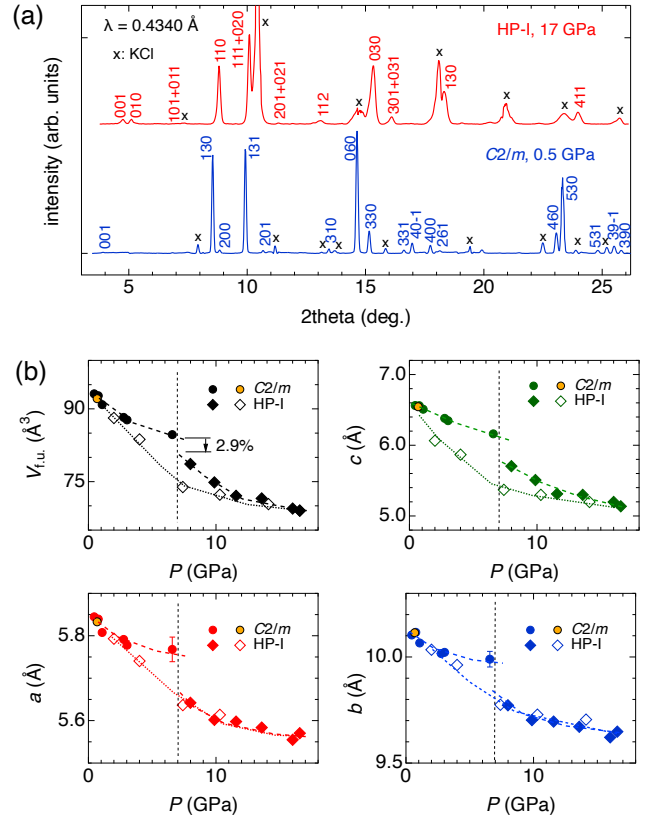 (a)
λ = 0.4340 Å
x: KCl
HP-I, 17 GPa
001
010
101+011
x
110
111+020
x
201+021
112
x
030
301+031
x
130
x
x
411
x
C2/m, 0.5 GPa
001
x
130
200
131
201
x
x
310
x
060
330
x
331
40-1
400
261
x
x
460
530
x
531
x
39-1
390
intensity (arb. units)
5
10
15
20
25
2theta (deg.)
(b)
V_f.u. (Å³)
90
75
0
10
P (GPa)
C2/m
HP-I
2.9%
c (Å)
7.0
6.0
5.0
0
10
P (GPa)
C2/m
HP-I
a (Å)
5.8
5.6
0
10
P (GPa)
C2/m
HP-I
b (Å)
10.0
9.5
0
10
P (GPa)
C2/m
HP-I